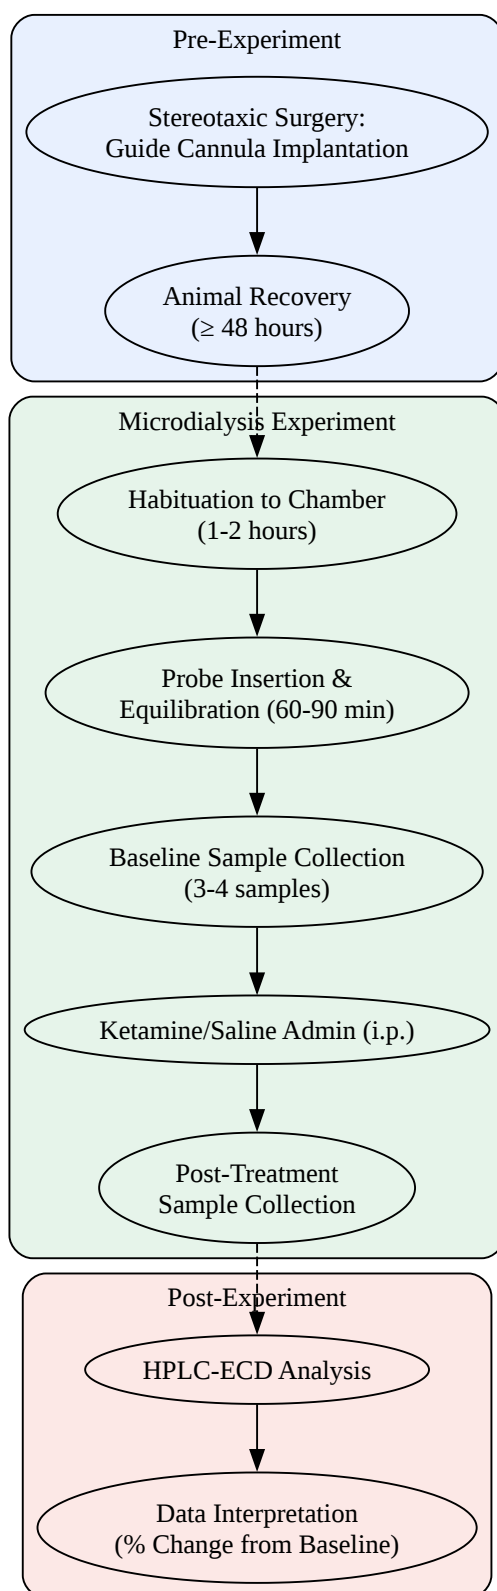 Pre-Experiment
Stereotaxic Surgery:
Guide Cannula Implantation
Animal Recovery
(≥ 48 hours)
Microdialysis Experiment
Habituation to Chamber
(1-2 hours)
Probe Insertion &
Equilibration (60-90 min)
Baseline Sample Collection
(3-4 samples)
Ketamine/Saline Admin (i.p.)
Post-Treatment
Sample Collection
Post-Experiment
HPLC-ECD Analysis
Data Interpretation
(% Change from Baseline)